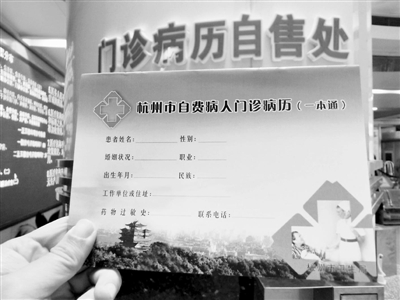 门诊病历自售处
杭州市自费病人门诊病历（一本通）
患者姓名： 性别：
婚姻状况： 职业：
出生年月： 民族：
工作单位或住址：
药物过敏史： 联系电话：